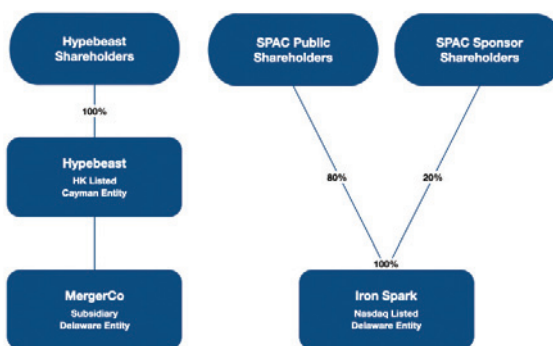 Hypebeast
Shareholders
SPAC Public
Shareholders
SPAC Sponsor
Shareholders
100%
Hypebeast
HK Listed
Cayman Entity
80%
20%
100%
MergerCo
Subsidiary
Delaware Entity
Iron Spark
Nasdaq Listed
Delaware Entity